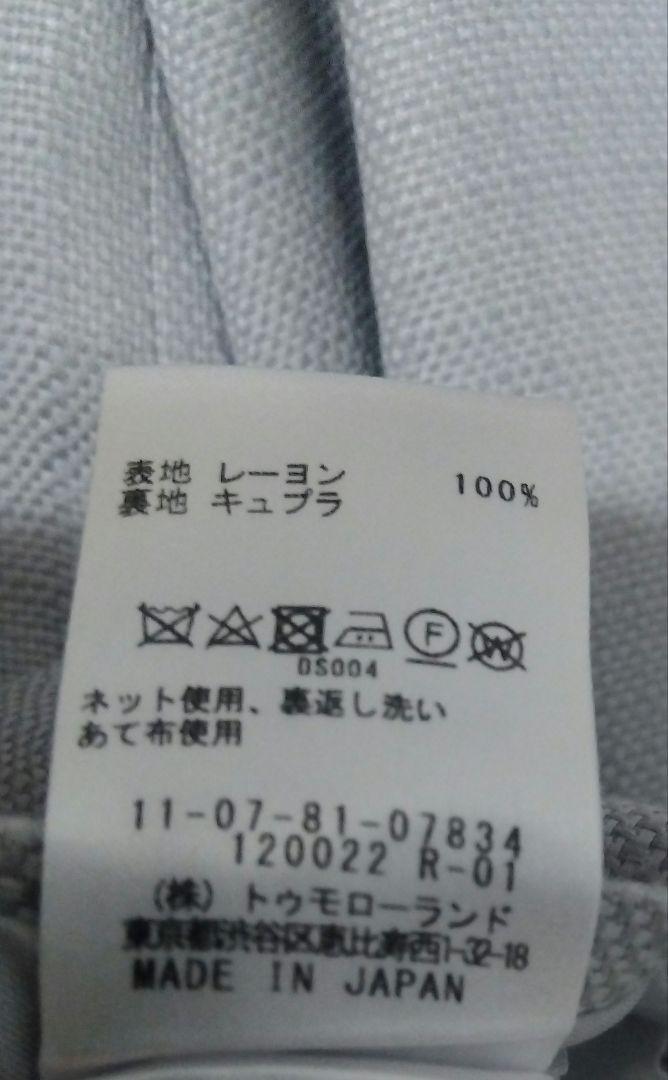 表地 レーヨン 100%
裏地 キュプラ
F W
DS004
ネット使用、裏返し洗い
あて布使用
11-07-81-07834
120022 R-01
(株) トゥモローランド
東京都渋谷区恵比寿西1-32-18
MADE IN JAPAN